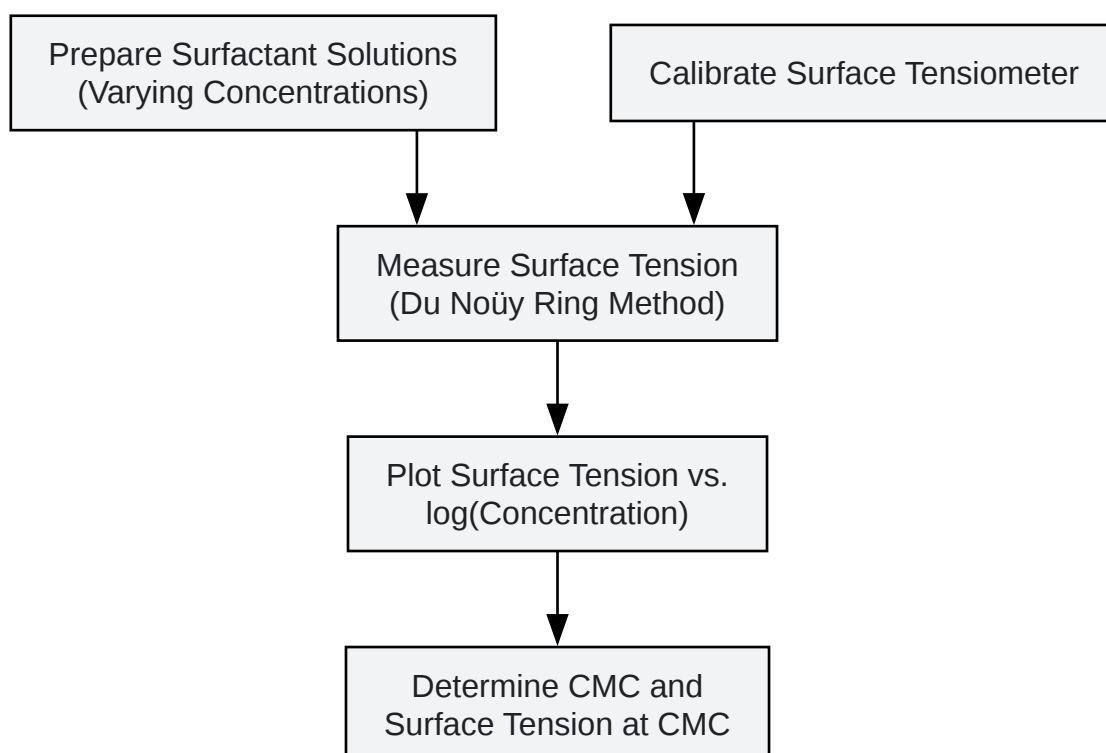 Prepare Surfactant Solutions
(Varying Concentrations)
Calibrate Surface Tensiometer
Measure Surface Tension
(Du Noüy Ring Method)
Plot Surface Tension vs.
log(Concentration)
Determine CMC and
Surface Tension at CMC